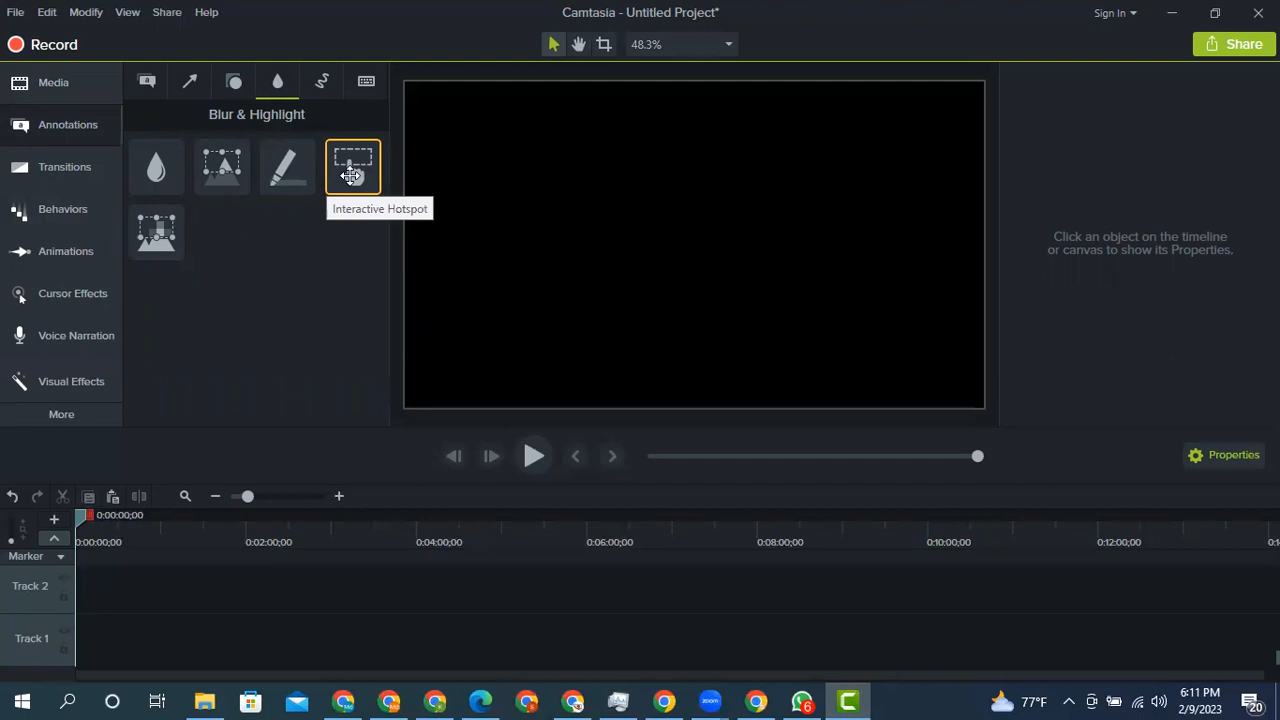 File Edit Modify View Share Help
Camtasia - Untitled Project*
Sign In
Record
48.3%
Share
Media
Annotations
Transitions
Behaviors
Animations
Cursor Effects
Voice Narration
Visual Effects
More
Blur & Highlight
Interactive Hotspot
Click an object on the timeline
or canvas to show its Properties.
Properties
0:00:00;00
0:00:00;00 0:02:00;00 0:04:00;00 0:06:00;00 0:08:00;00 0:10:00;00 0:12:00;00
Marker
Track 2
Track 1
6
77°F
6:11 PM
2/9/2023
20